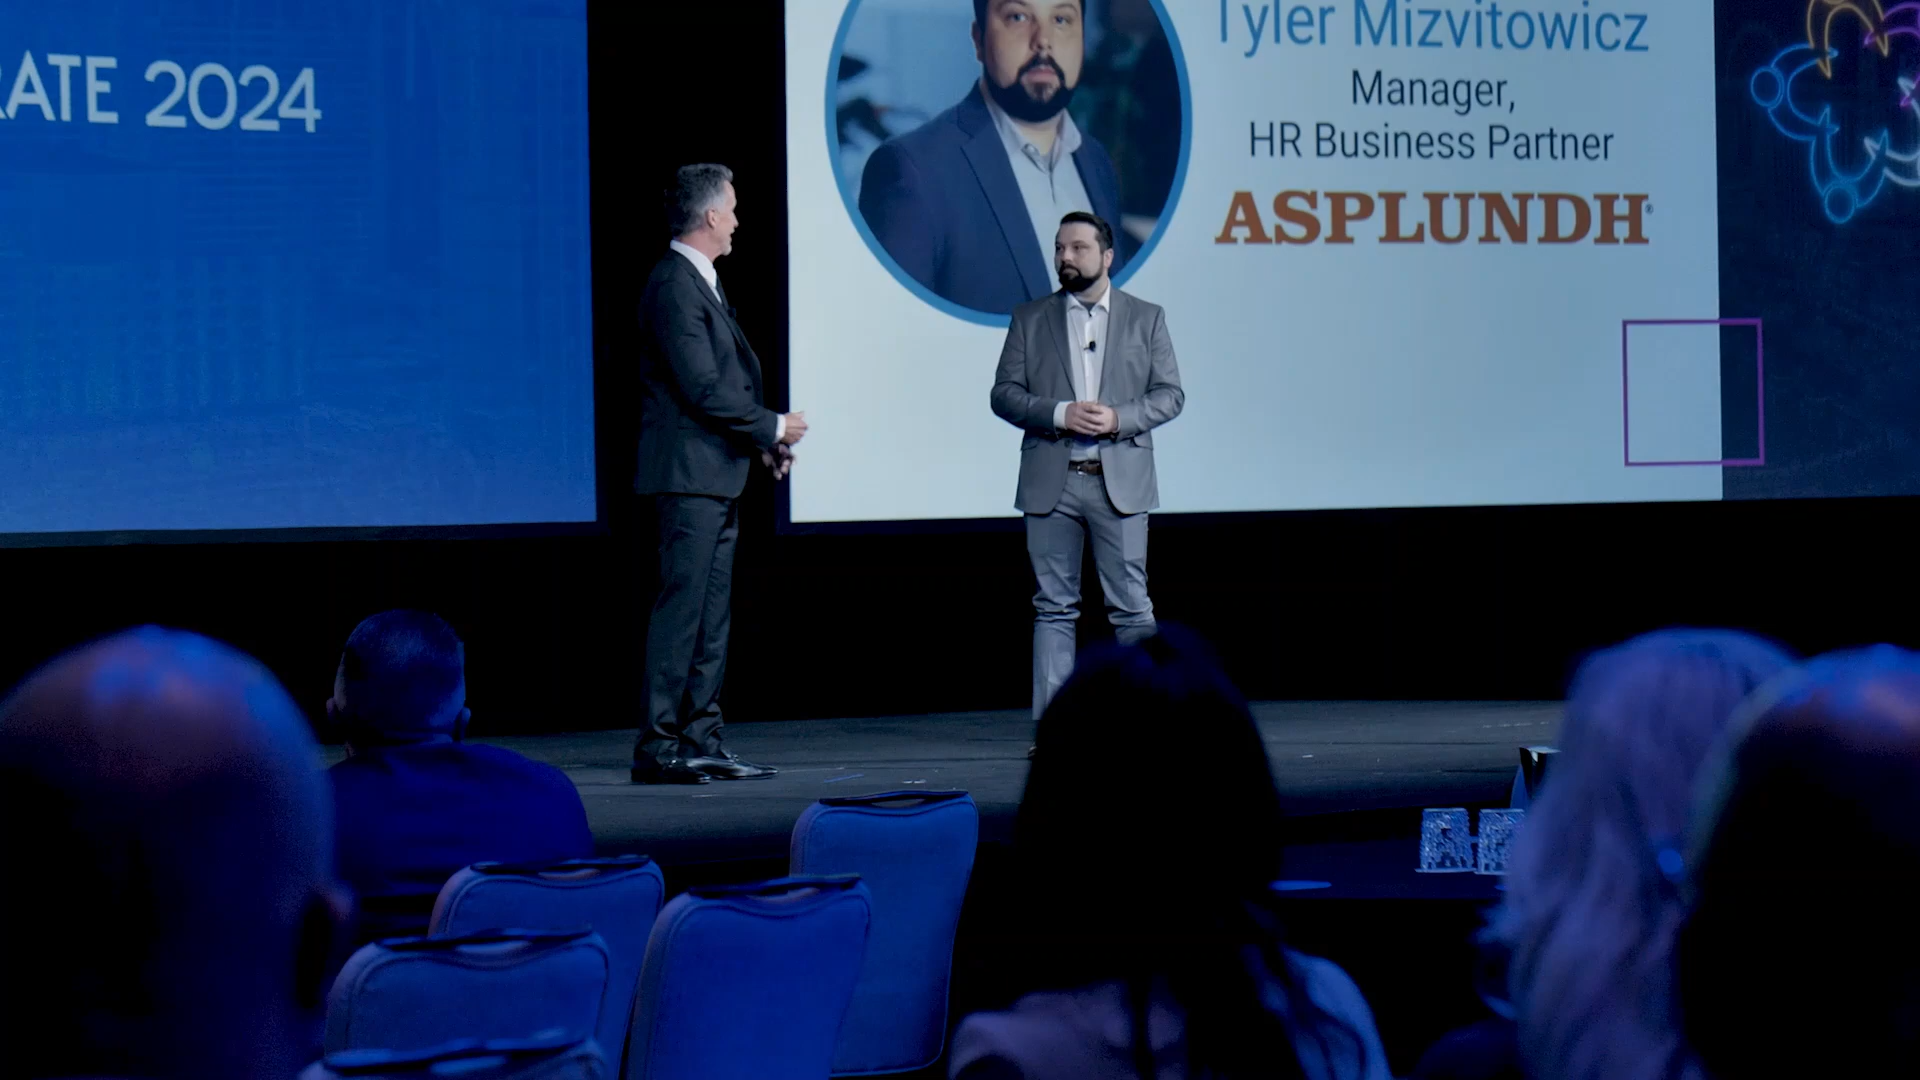 RATE 2024
Tyler Mizvitowicz
Manager,
HR Business Partner
ASPLUNDH